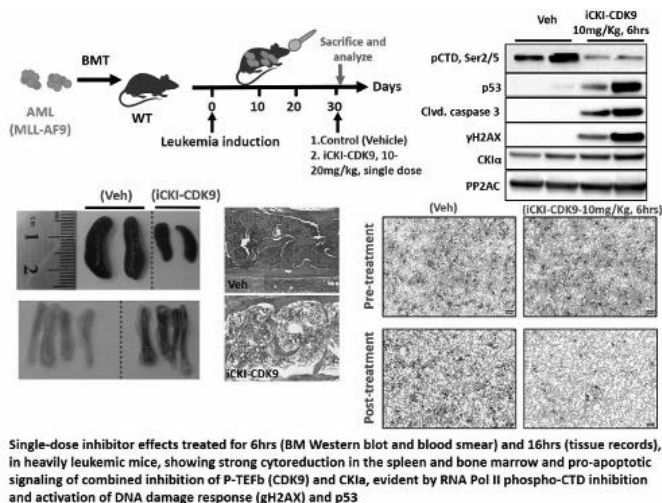 BMT
AML
(MLL-AF9)
WT
Sacrifice and
analyze
Days
0
10
20
30
Leukemia induction
1.Control (Vehicle)
2. iCKI-CDK9, 10-
20mg/kg, single dose
Veh
iCKI-CDK9
10mg/Kg, 6hrs
pCTD, Ser2/5
p53
Clvd. caspase 3
γH2AX
CKIα
PP2AC
(Veh)
(iCKI-CDK9)
1
2
Veh
iCKI-CDK9
(Veh)
(iCKI-CDK9-10mg/Kg, 6hrs)
Pre-treatment
Post-treatment
Single-dose inhibitor effects treated for 6hrs (BM Western blot and blood smear) and 16hrs (tissue records),
in heavily leukemic mice, showing strong cytoreduction in the spleen and bone marrow and pro-apoptotic
signaling of combined inhibition of P-TEFb (CDK9) and CKIa, evident by RNA Pol II phospho-CTD inhibition
and activation of DNA damage response (gH2AX) and p53